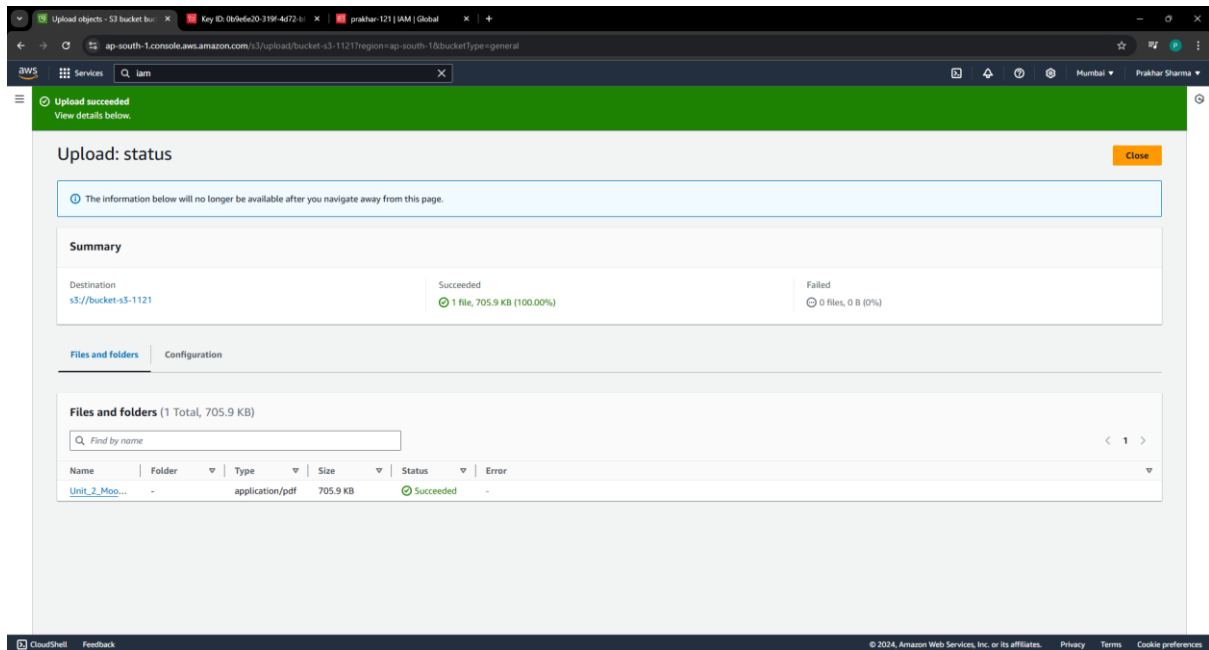 Upload objects - S3 bucket buc
Key ID: 0b9e6e20-319f-4d72-bl
prakhar-121 | IAM | Global
ap-south-1.console.aws.amazon.com/s3/upload/bucket-s3-1121?region=ap-south-1&bucketType=general
P
aws Services iam Mumbai Prakhar Sharma
Upload succeeded
View details below.
Upload: status Close
The information below will no longer be available after you navigate away from this page.
Summary
Destination Succeeded Failed
s3://bucket-s3-1121 1 file, 705.9 KB (100.00%) 0 files, 0 B (0%)
Files and folders Configuration
Files and folders (1 Total, 705.9 KB)
Find by name 1
Name Folder Type Size Status Error
Unit_2_Moo... - application/pdf 705.9 KB Succeeded -
CloudShell Feedback © 2024, Amazon Web Services, Inc. or its affiliates. Privacy Terms Cookie preferences